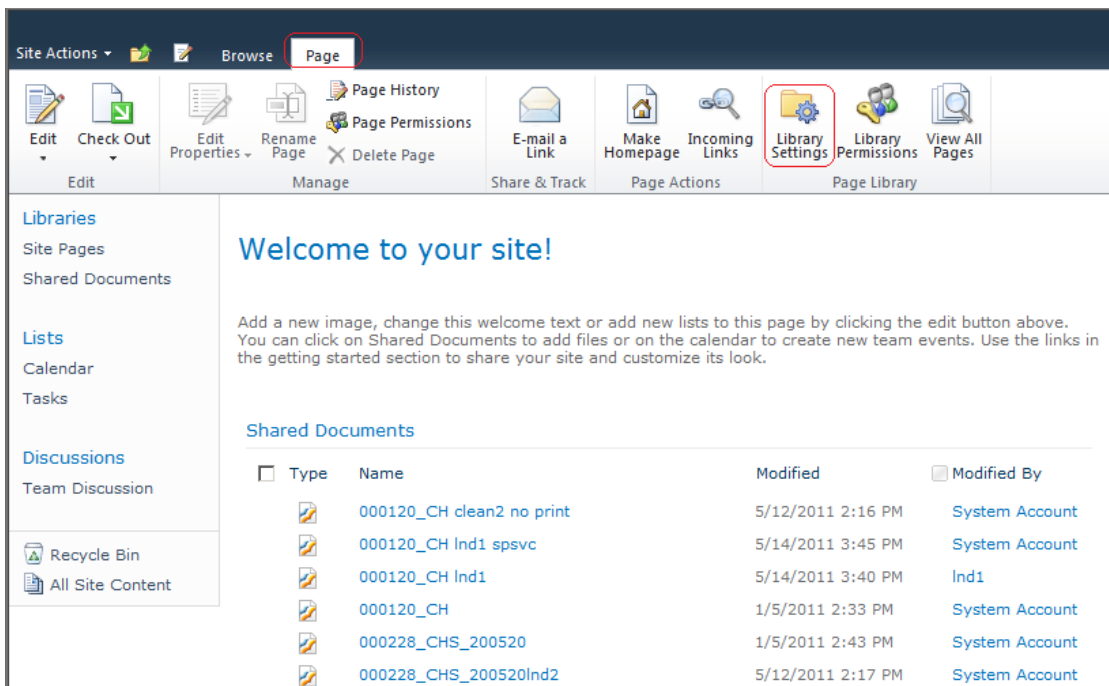 Site Actions Browse Page
Edit
Check Out
Edit
Properties
Rename
Page
Page History
Page Permissions
Delete Page
E-mail a
Link
Make
Homepage
Incoming
Links
Library
Settings
Library
Permissions
View All
Pages
Edit Manage Share & Track Page Actions Page Library
Libraries
Site Pages
Shared Documents
Lists
Calendar
Tasks
Discussions
Team Discussion
Recycle Bin
All Site Content
Welcome to your site!
Add a new image, change this welcome text or add new lists to this page by clicking the edit button above.
You can click on Shared Documents to add files or on the calendar to create new team events. Use the links in
the getting started section to share your site and customize its look.
Shared Documents
Type Name Modified Modified By
000120_CH clean2 no print 5/12/2011 2:16 PM System Account
000120_CH lnd1 spsvc 5/14/2011 3:45 PM System Account
000120_CH lnd1 5/14/2011 3:40 PM lnd1
000120_CH 1/5/2011 2:33 PM System Account
000228_CHS_200520 1/5/2011 2:43 PM System Account
000228_CHS_200520lnd2 5/12/2011 2:17 PM System Account